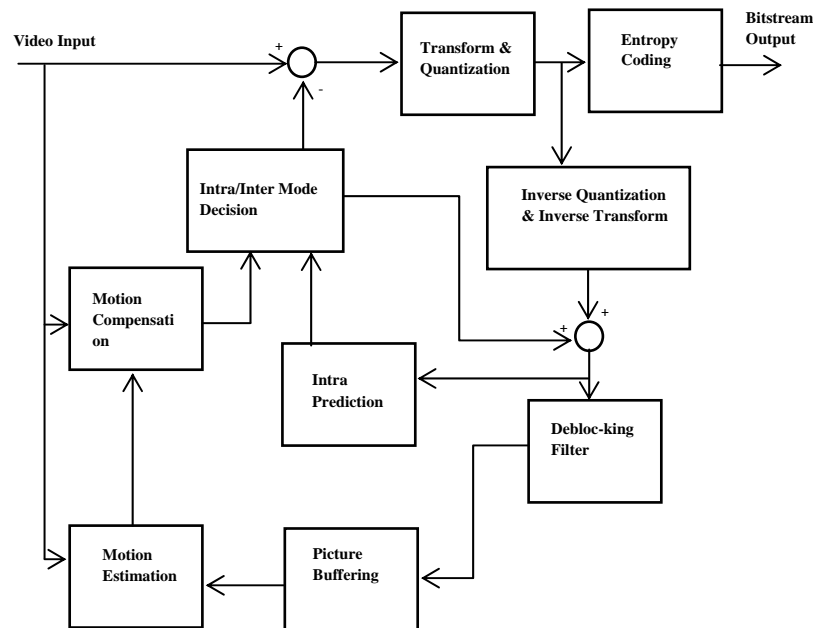 Video Input
+
-
Transform &
Quantization
Entropy
Coding
Bitstream
Output
Intra/Inter Mode
Decision
Inverse Quantization
& Inverse Transform
Motion
Compensati
on
+
+
Intra
Prediction
Debloc-king
Filter
Motion
Estimation
Picture
Buffering